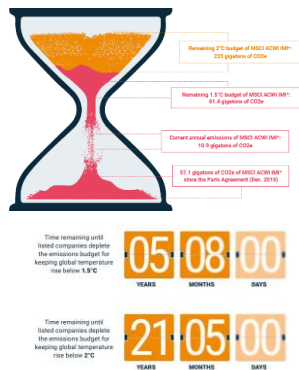 Remaining 2°C budget of MSCI ACWI IMI*:
233 gigatons of CO2e
Remaining 1.5°C budget of MSCI ACWI IMI*:
61.4 gigatons of CO2e
Current annual emissions of MSCI ACWI IMI*:
10.9 gigatons of CO2e
57.1 gigatons of CO2e of MSCI ACWI IMI*
since the Paris Agreement (Dec. 2015)
Time remaining until
listed companies deplete
the emissions budget for
keeping global temperature
rise below 1.5°C
05 08 00
YEARS MONTHS DAYS
Time remaining until
listed companies deplete
the emissions budget for
keeping global temperature
rise below 2°C
21 05 00
YEARS MONTHS DAYS